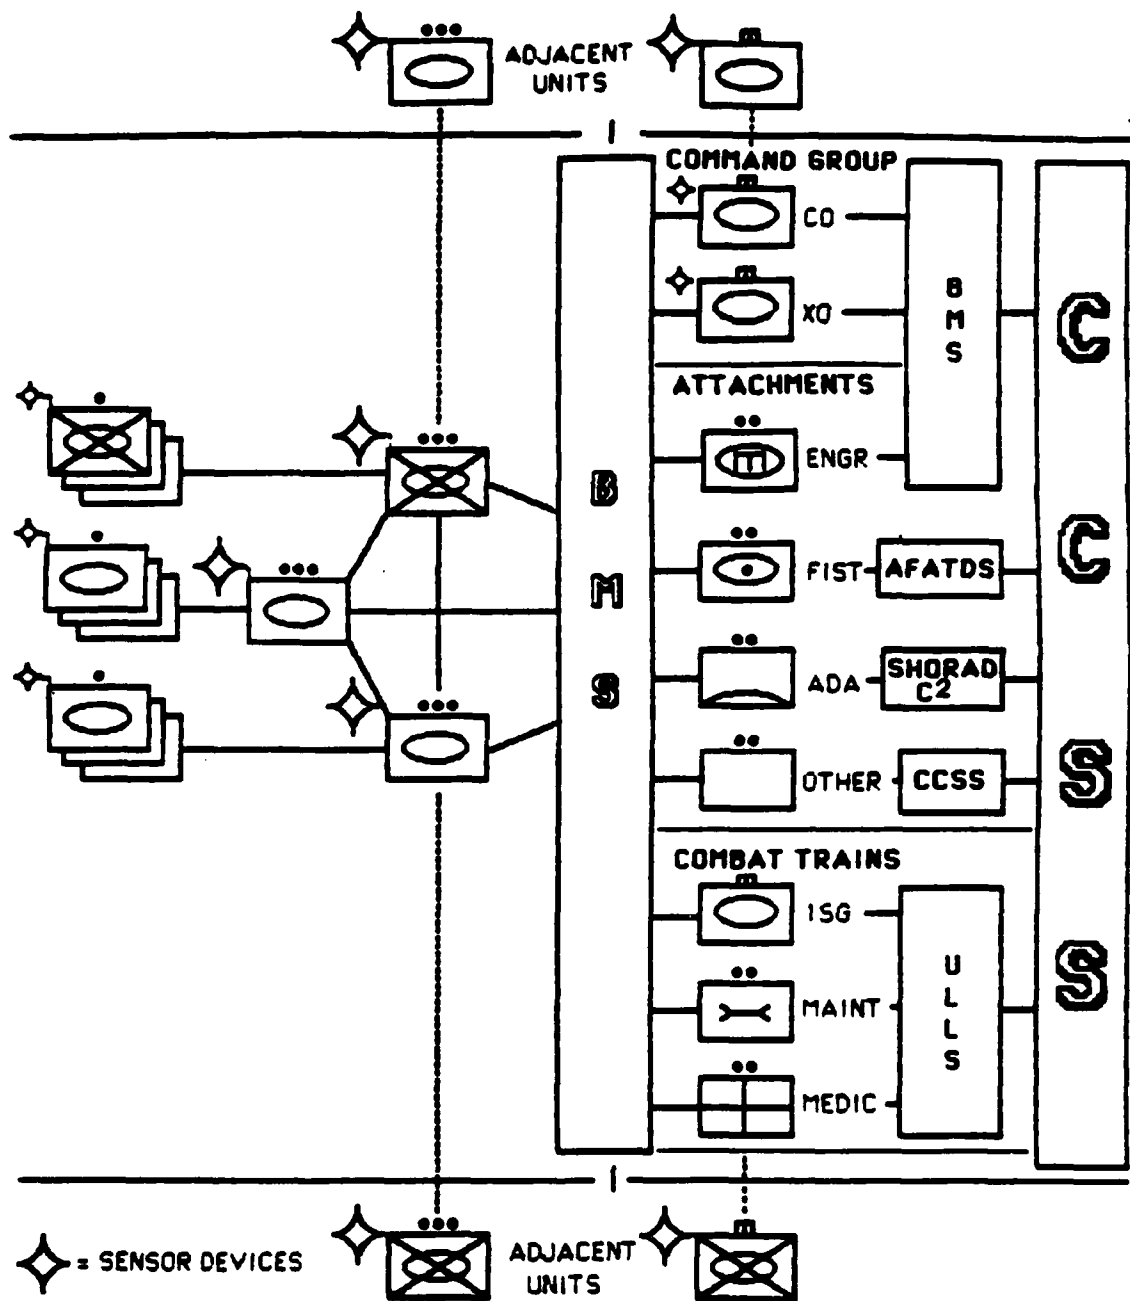 ADJACENT
UNITS
COMMAND GROUP
CO
XO
B
M
S
ATTACHMENTS
ENGR
FIST
AFATDS
ADA
SHORAD
C2
OTHER
CCSS
COMBAT TRAINS
1SG
MAINT
MEDIC
U
L
L
S
B
M
S
C
C
S
S
= SENSOR DEVICES
ADJACENT
UNITS